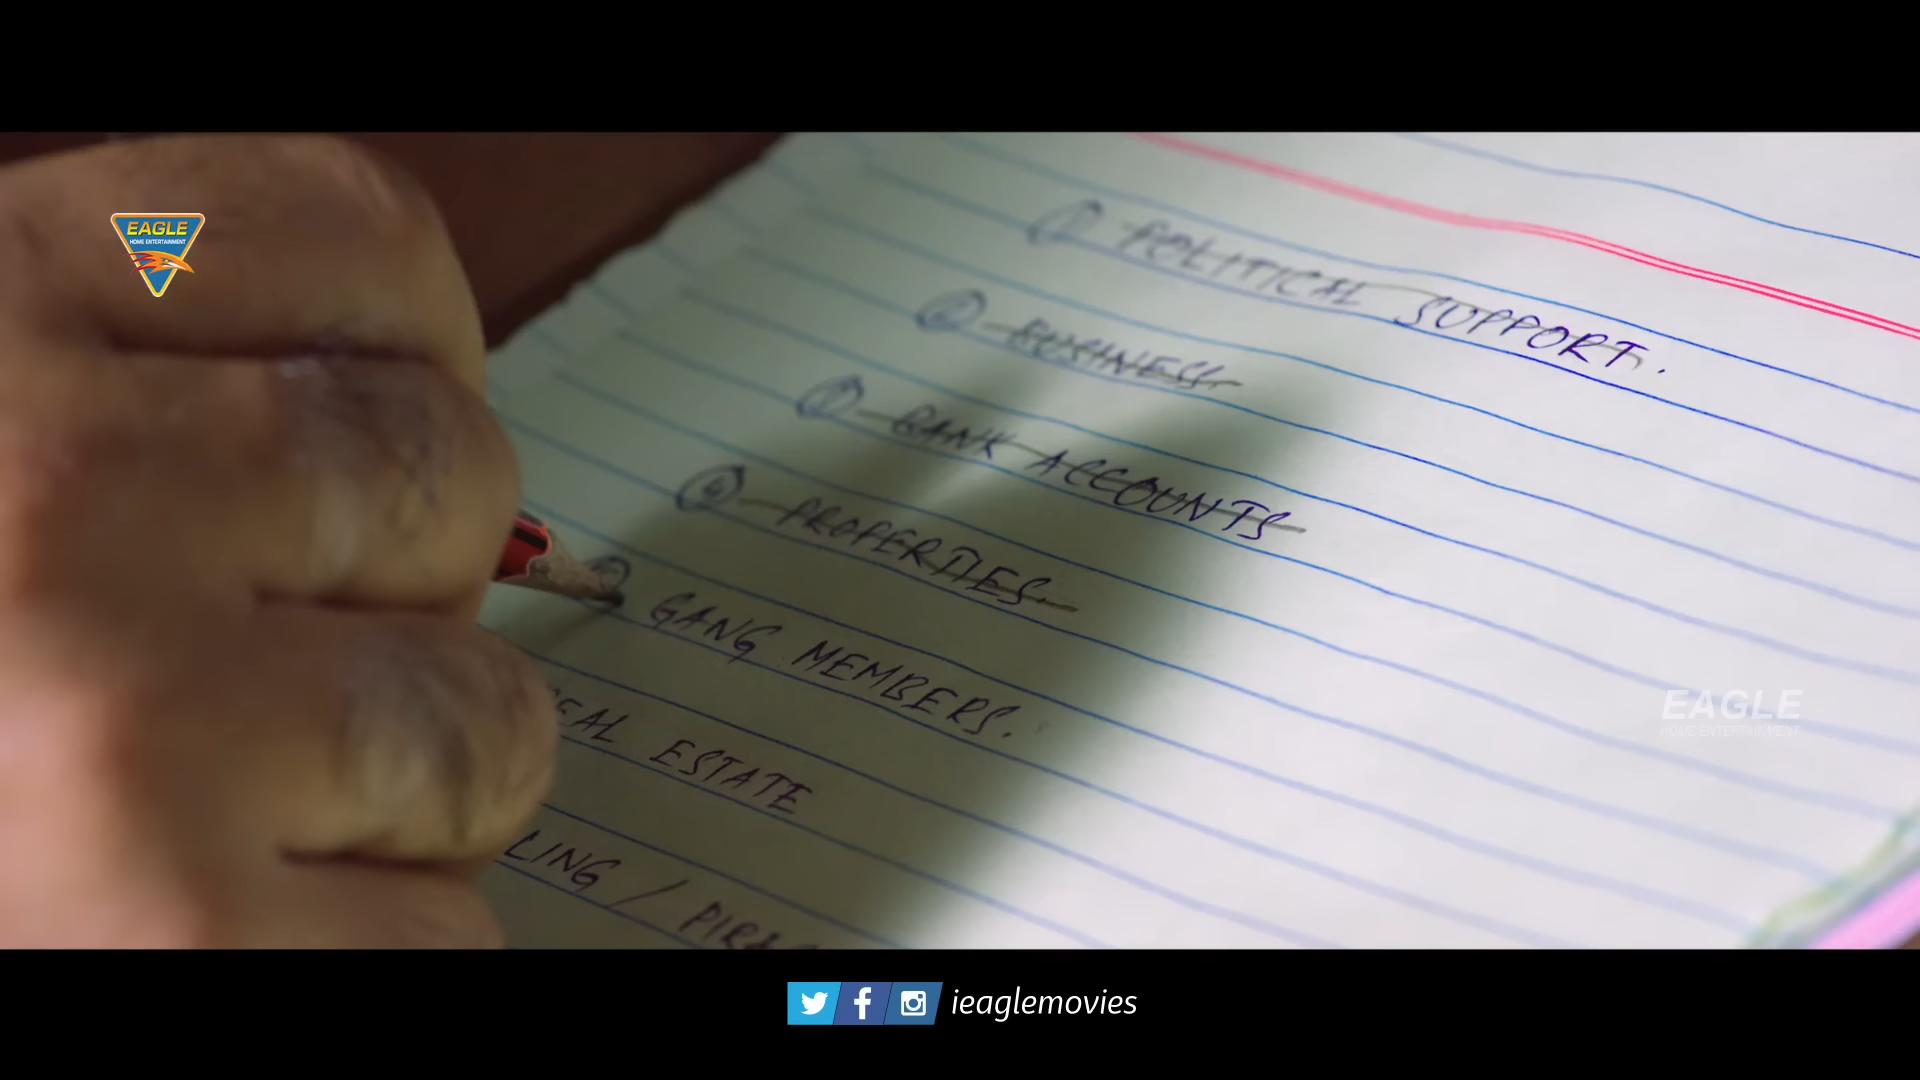 EAGLE
HOME ENTERTAINMENT
① POLITICAL SUPPORT.
② BUSINESS
③ BANK ACCOUNTS
④ PROPERTIES
GANG MEMBERS.
EAL ESTATE
LING / PIRAC
EAGLE
HOME ENTERTAINMENT
ieaglemovies